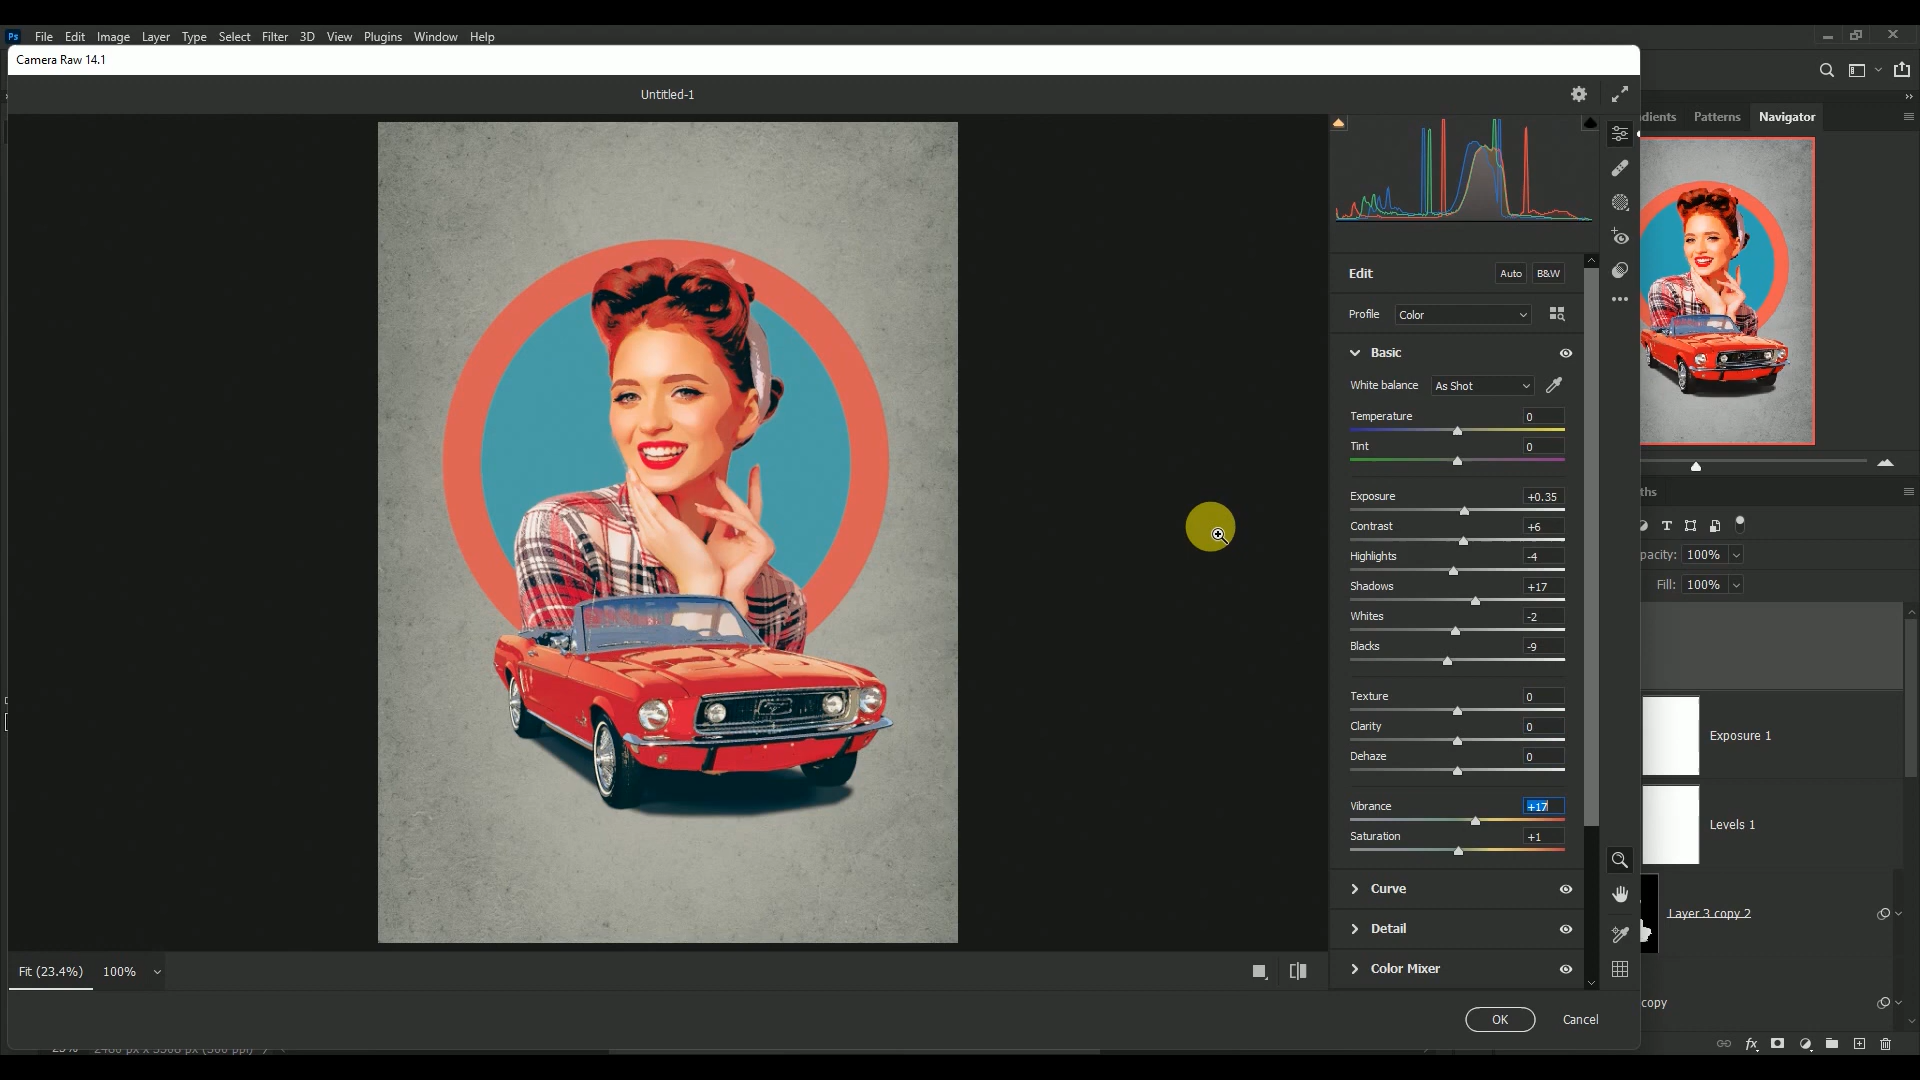 Ps File Edit Image Layer Type Select Filter 3D View Plugins Window Help
Camera Raw 14.1
Untitled-1
Patterns Navigator
Edit Auto B&W
Profile Color
Basic
White balance As Shot
Temperature 0
Tint 0
Exposure +0.35
Contrast +6
Highlights -4
Shadows +17
Whites -2
Blacks -9
Texture 0
Clarity 0
Dehaze 0
Vibrance +17
Saturation +1
Curve
Detail
Color Mixer
Fit (23.4%) 100%
OK Cancel
T
100%
Fill: 100%
Exposure 1
Levels 1
Layer 3 copy 2
copy
fx